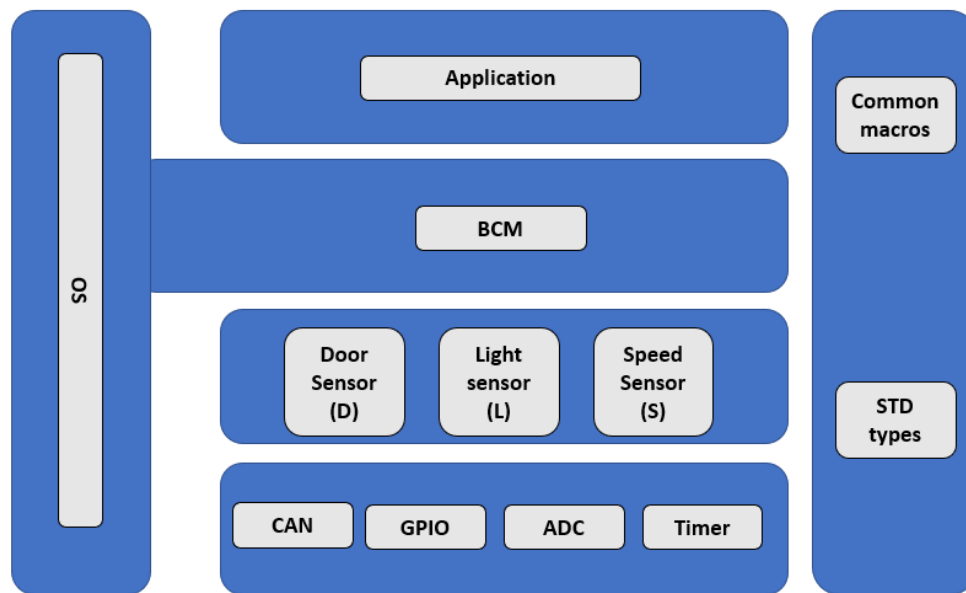 OS
Application
BCM
Door
Sensor
(D)
Light
sensor
(L)
Speed
Sensor
(S)
CAN
GPIO
ADC
Timer
Common
macros
STD
types